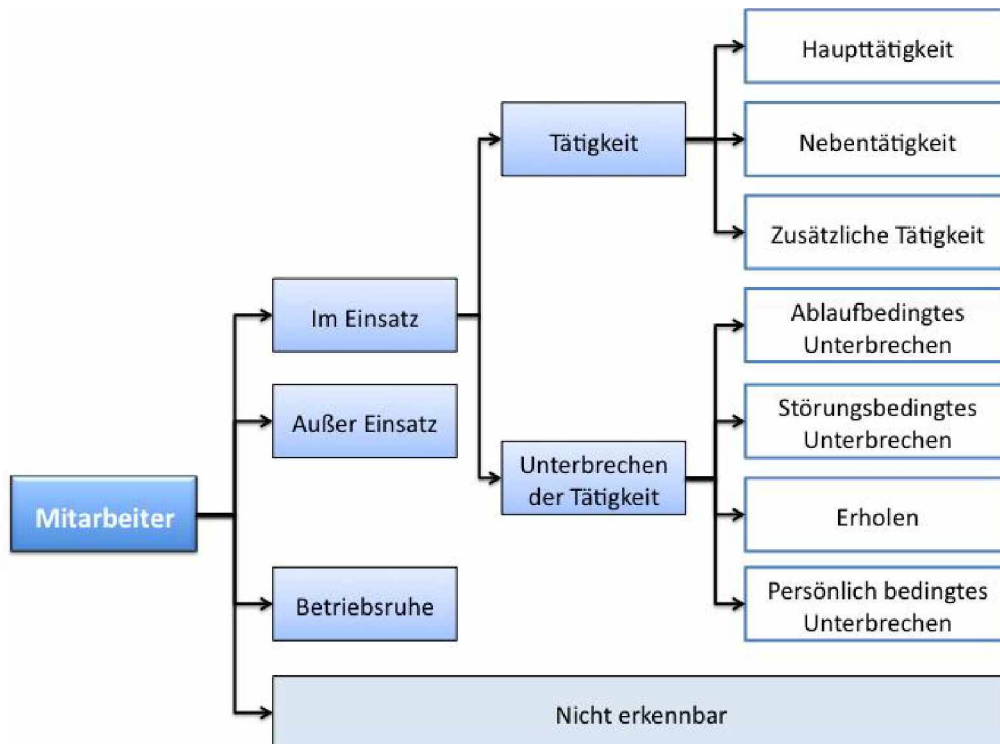 Haupttätigkeit
Tätigkeit
Nebentätigkeit
Zusätzliche Tätigkeit
Im Einsatz
Ablaufbedingtes
Unterbrechen
Außer Einsatz
Störungsbedingtes
Unterbrechen
Unterbrechen
der Tätigkeit
Mitarbeiter
Erholen
Betriebsruhe
Persönlich bedingtes
Unterbrechen
Nicht erkennbar